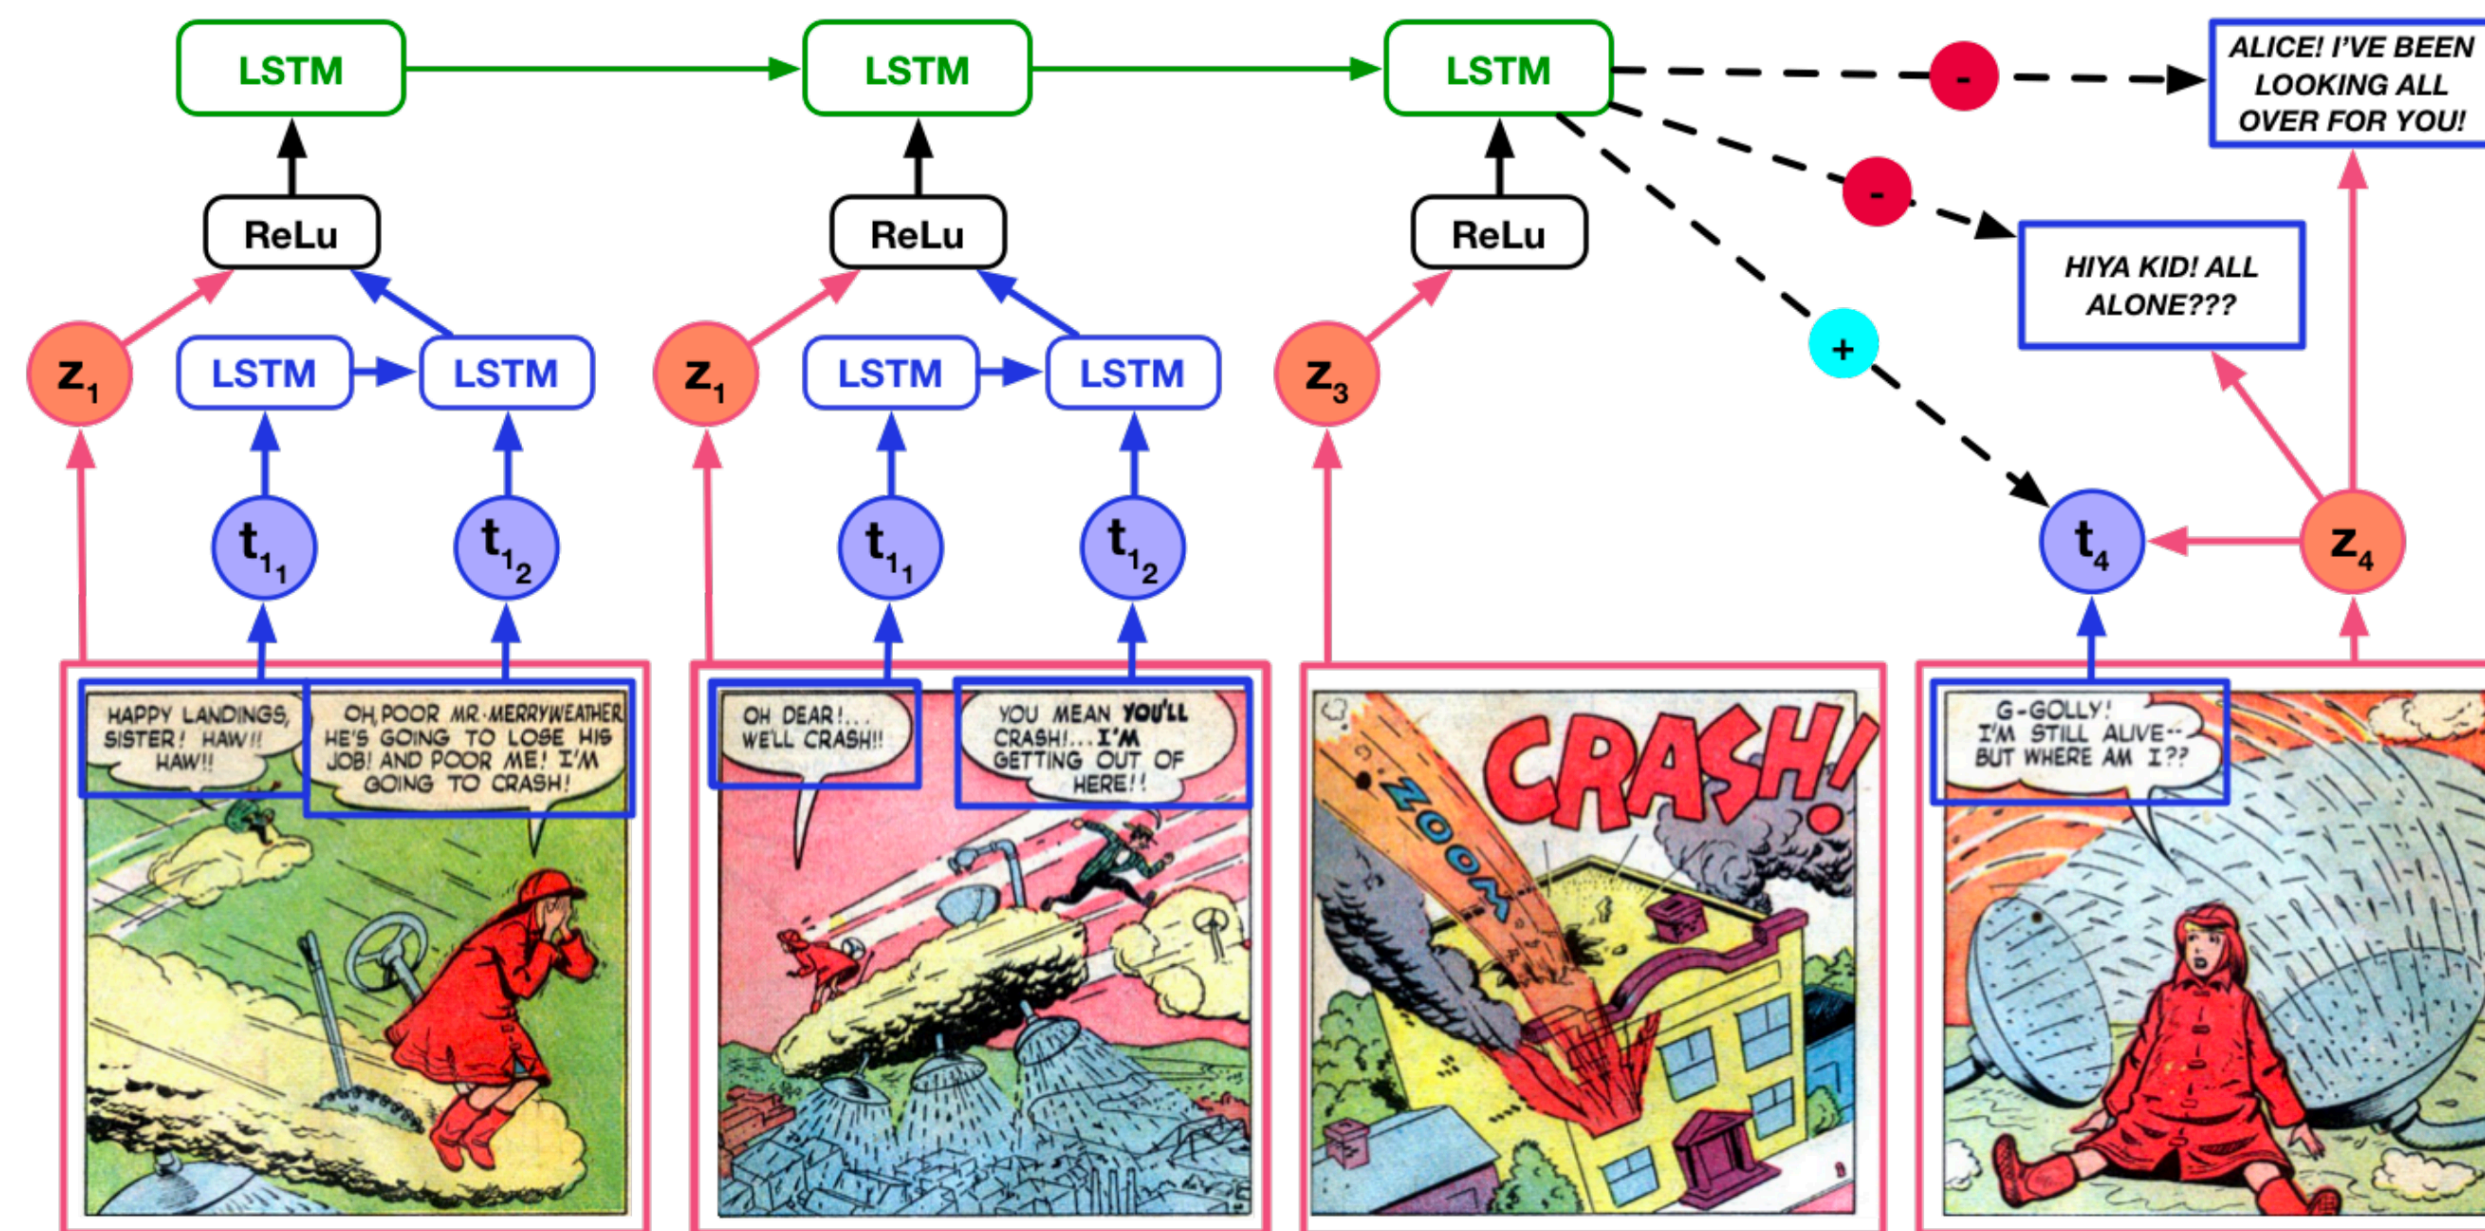 LSTM
LSTM
LSTM
-
ALICE! I'VE BEEN
LOOKING ALL
OVER FOR YOU!
-
HIYA KID! ALL
ALONE???
ReLu
ReLu
ReLu
+
z1
LSTM
LSTM
z1
LSTM
LSTM
z3
t11
t12
t11
t12
t4
z4
HAPPY LANDINGS,
SISTER! HAW!!
HAW!!
OH, POOR MR. MERRYWEATHER
HE'S GOING TO LOSE HIS
JOB! AND POOR ME! I'M
GOING TO CRASH!
OH DEAR!...
WE'LL CRASH!!
YOU MEAN YOU'LL
CRASH!...I'M
GETTING OUT OF
HERE!!
CRASH!
ZOOM
G-GOLLY!
I'M STILL ALIVE--
BUT WHERE AM I??